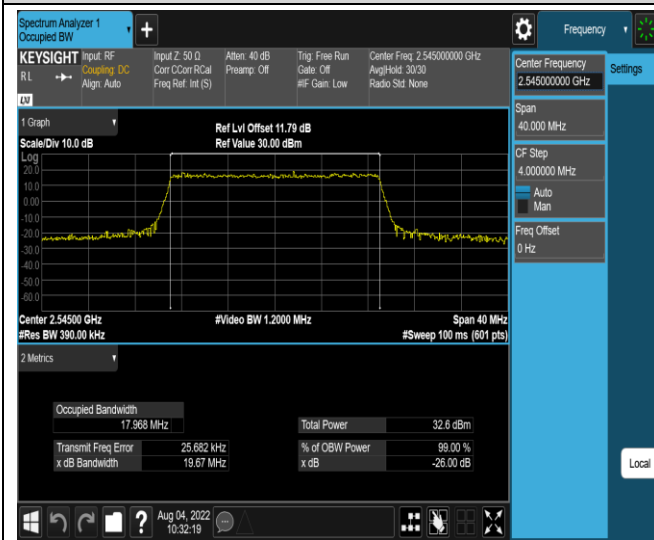 Spectrum Analyzer 1
Occupied BW
Frequency
KEYSIGHT
R L
LXI
Input: RF
Coupling: DC
Align: Auto
Input Z: 50 Ω
Corr CCorr RCal
Freq Ref: Int (S)
Atten: 40 dB
Preamp: Off
Trig: Free Run
Gate: Off
#IF Gain: Low
Center Freq: 2.545000000 GHz
Avg|Hold: 30/30
Radio Std: None
Center Frequency
2.545000000 GHz
Settings
Span
40.000 MHz
CF Step
4.000000 MHz
Auto
Man
Freq Offset
0 Hz
1 Graph
Scale/Div 10.0 dB
Ref Lvl Offset 11.79 dB
Ref Value 30.00 dBm
Log
20.0
10.0
0.00
-10.0
-20.0
-30.0
-40.0
-50.0
-60.0
Center 2.54500 GHz
#Video BW 1.2000 MHz
Span 40 MHz
#Res BW 390.00 kHz
#Sweep 100 ms (601 pts)
2 Metrics
Occupied Bandwidth
17.968 MHz
Total Power 32.6 dBm
Transmit Freq Error 25.682 kHz
% of OBW Power 99.00 %
x dB Bandwidth 19.67 MHz
x dB -26.00 dB
Local
?
Aug 04, 2022
10:32:19